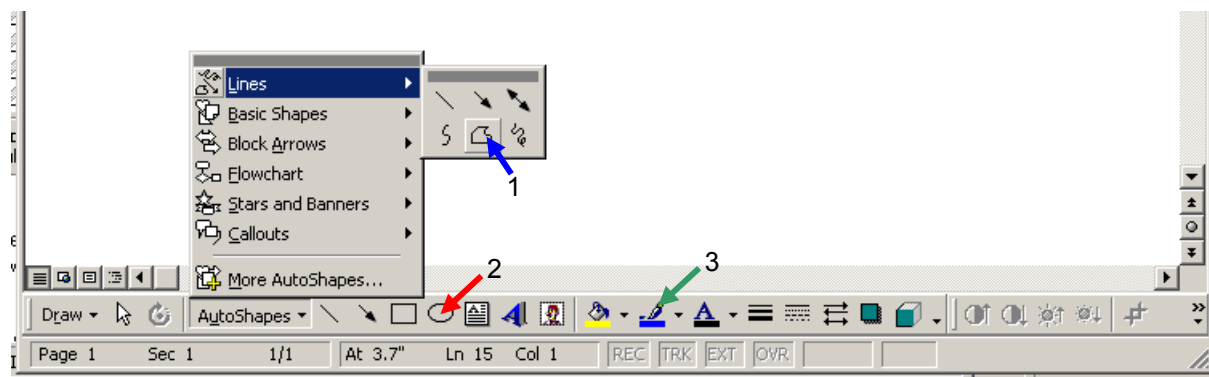 Lines
Basic Shapes
Block Arrows
1
Flowchart
Stars and Banners
Callouts
2
3
More AutoShapes...
Draw
AutoShapes
A
A
Page 1 Sec 1 1/1 At 3.7" Ln 15 Col 1 REC TRK EXT OVR